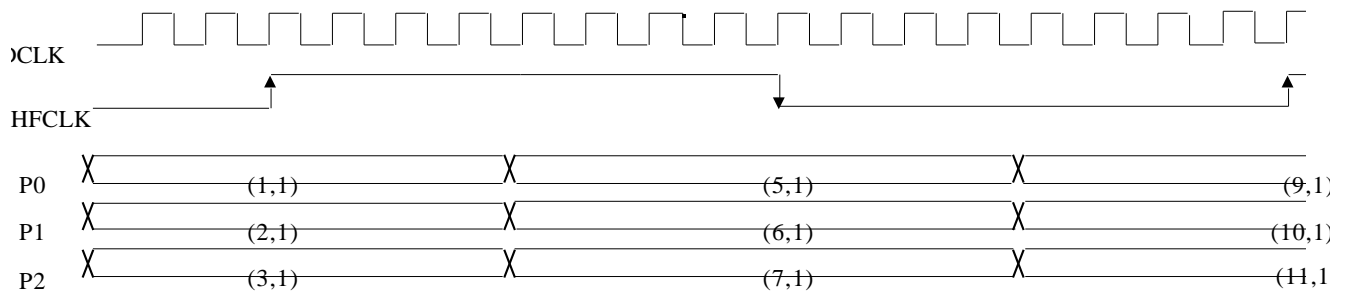 CLK
HFCLK
P0 (1,1) (5,1) (9,1)
P1 (2,1) (6,1) (10,1)
P2 (3,1) (7,1) (11,1